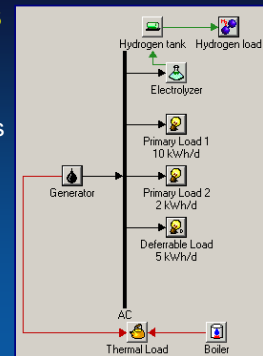 s
Hydrogen tank Hydrogen load
Electrolyzer
Primary Load 1
10 kWh/d
Generator
Primary Load 2
2 kWh/d
Deferrable Load
5 kWh/d
AC
Thermal Load Boiler